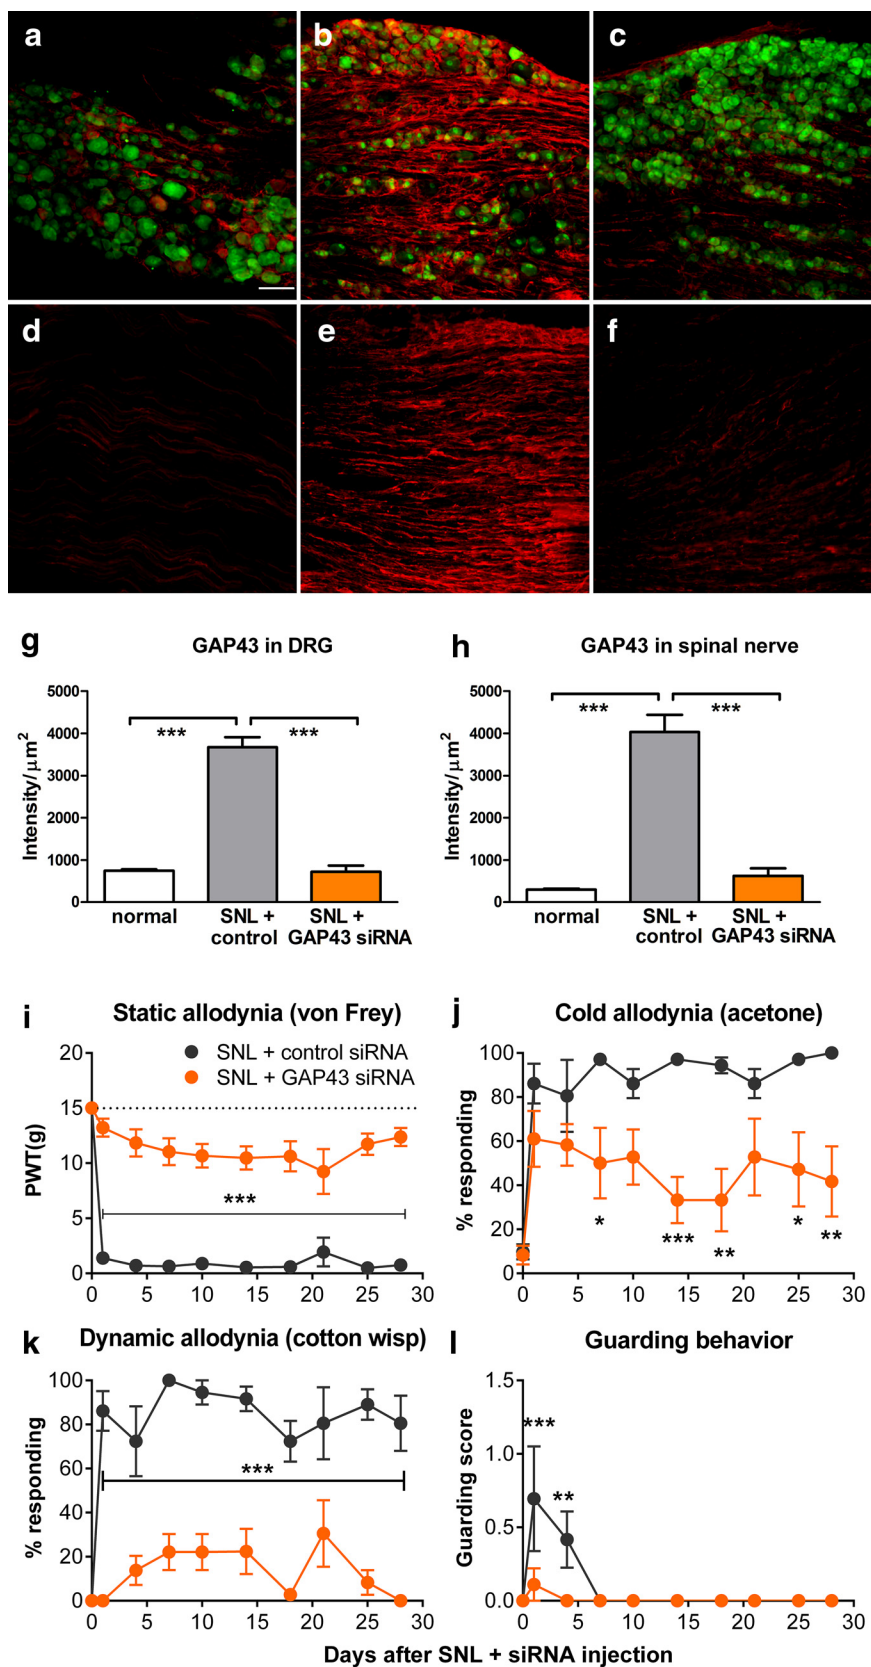 a
b
c
d
e
f
g
GAP43 in DRG
Intensity/μm2
5000
4000
3000
2000
1000
0
***
***
normal
SNL +
control
SNL +
GAP43 siRNA
h
GAP43 in spinal nerve
Intensity/μm2
5000
4000
3000
2000
1000
0
***
***
normal
SNL +
control
SNL +
GAP43 siRNA
i
Static allodynia (von Frey)
PWT(g)
20
15
10
5
0
SNL + control siRNA
SNL + GAP43 siRNA
***
0 5 10 15 20 25 30
j
Cold allodynia (acetone)
% responding
100
80
60
40
20
0
*
***
**
*
**
0 5 10 15 20 25 30
k
Dynamic allodynia (cotton wisp)
% responding
100
80
60
40
20
0
***
0 5 10 15 20 25 30
l
Guarding behavior
Guarding score
1.5
1.0
0.5
0.0
***
**
0 5 10 15 20 25 30
Days after SNL + siRNA injection